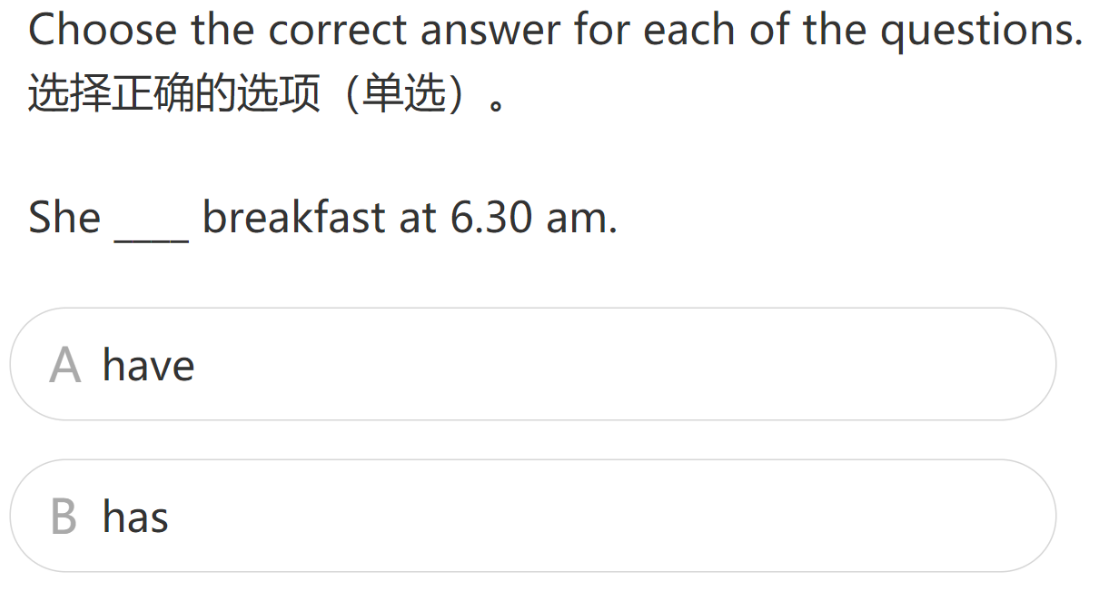 Choose the correct answer for each of the questions.
选择正确的选项（单选）。
She ____ breakfast at 6.30 am.
A have
B has